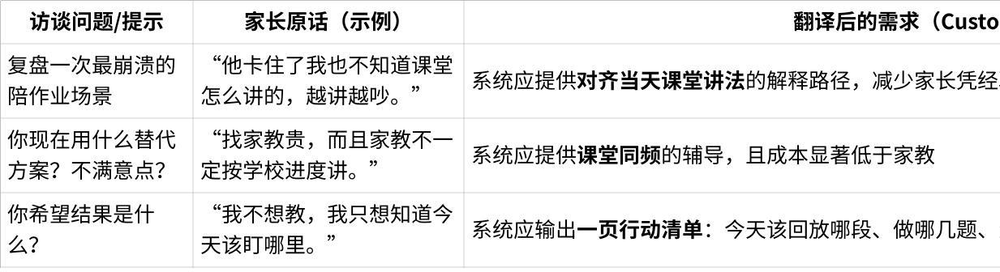 访谈问题/提示
家长原话（示例）
翻译后的需求（Custo
复盘一次最崩溃的
陪作业场景
“他卡住了我也不知道课堂
怎么讲的，越讲越吵。”
系统应提供对齐当天课堂讲法的解释路径，减少家长凭经
你现在用什么替代
方案？不满意点？
“找家教贵，而且家教不一
定按学校进度讲。”
系统应提供课堂同频的辅导，且成本显著低于家教
你希望结果是什
么？
“我不想教，我只想知道今
天该盯哪里。”
系统应输出一页行动清单：今天该回放哪段、做哪几题、